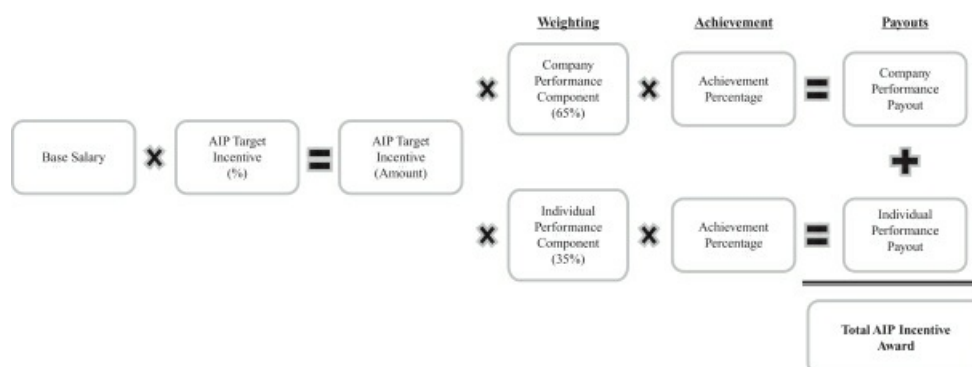 Weighting
Achievement
Payouts
Company
Performance
Component
(65%)
Achievement
Percentage
Company
Performance
Payout
Base Salary
AIP Target
Incentive
(%)
AIP Target
Incentive
(Amount)
Individual
Performance
Component
(35%)
Achievement
Percentage
Individual
Performance
Payout
Total AIP Incentive
Award